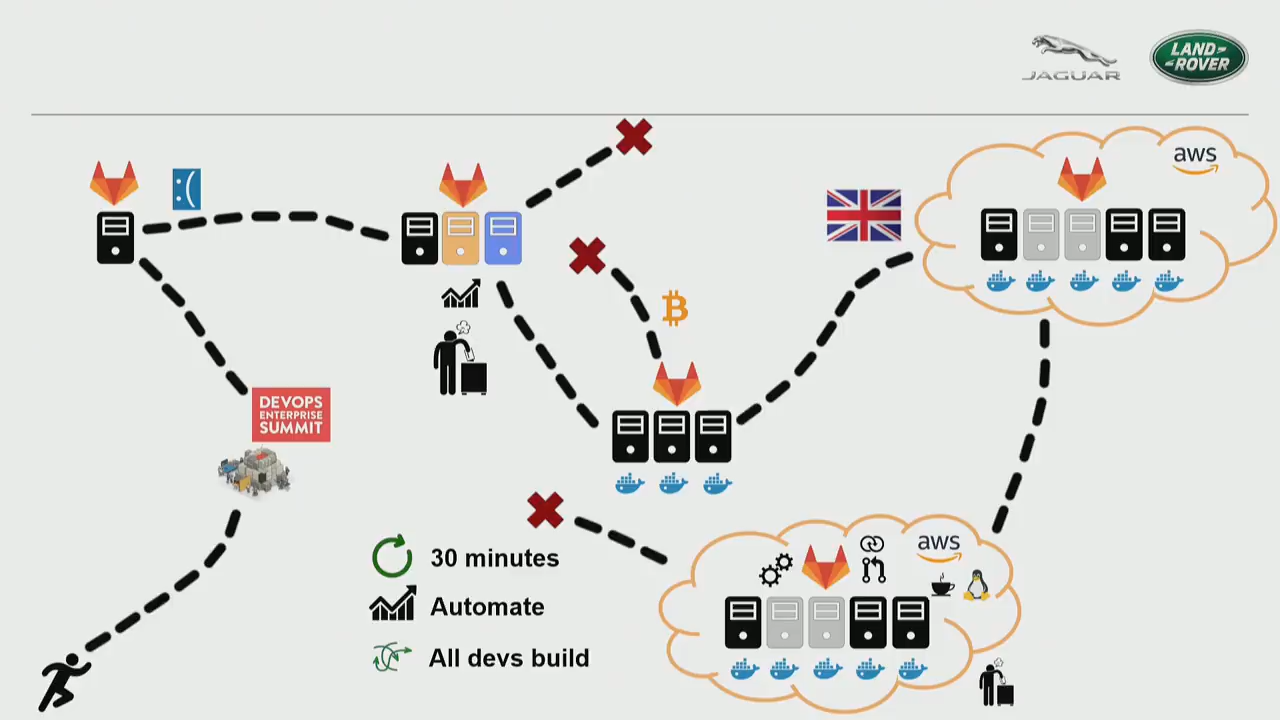 JAGUAR
LAND-
-ROVER
aws
:(
DEVOPS
ENTERPRISE
SUMMIT
aws
30 minutes
Automate
All devs build